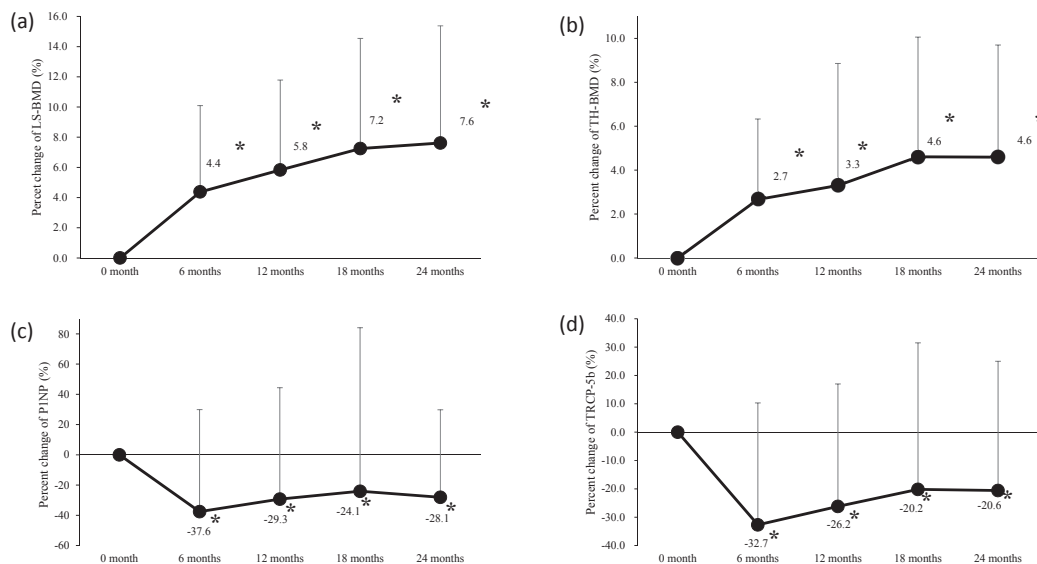 (a)
Percet change of LS-BMD (%)
16.0
14.0
12.0
10.0
8.0
6.0
4.0
2.0
0.0
4.4
*
5.8
*
7.2
*
7.6
*
0 month
6 months
12 months
18 months
24 months
(b)
Percent change of TH-BMD (%)
10.0
8.0
6.0
4.0
2.0
0.0
2.7
*
3.3
*
4.6
*
4.6
*
0 month
6 months
12 months
18 months
24 months
(c)
Percent change of P1NP (%)
80
60
40
20
0
-20
-40
-60
-37.6
*
-29.3
*
-24.1
*
-28.1
*
0 month
6 months
12 months
18 months
24 months
(d)
Percent change of TRCP-5b (%)
40.0
30.0
20.0
10.0
0.0
-10.0
-20.0
-30.0
-40.0
-32.7
*
-26.2
*
-20.2
*
-20.6
*
0 month
6 months
12 months
18 months
24 months